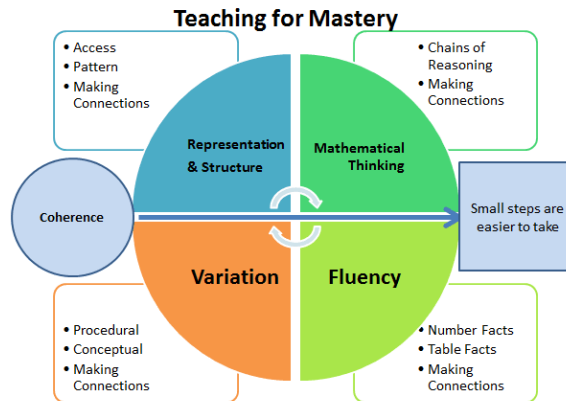 Teaching for Mastery
• Access
• Pattern
• Making
Connections
• Chains of
Reasoning
• Making
Connections
Representation
& Structure
Mathematical
Thinking
Coherence
Small steps are
easier to take
Variation
Fluency
• Procedural
• Conceptual
• Making
Connections
• Number Facts
• Table Facts
• Making
Connections